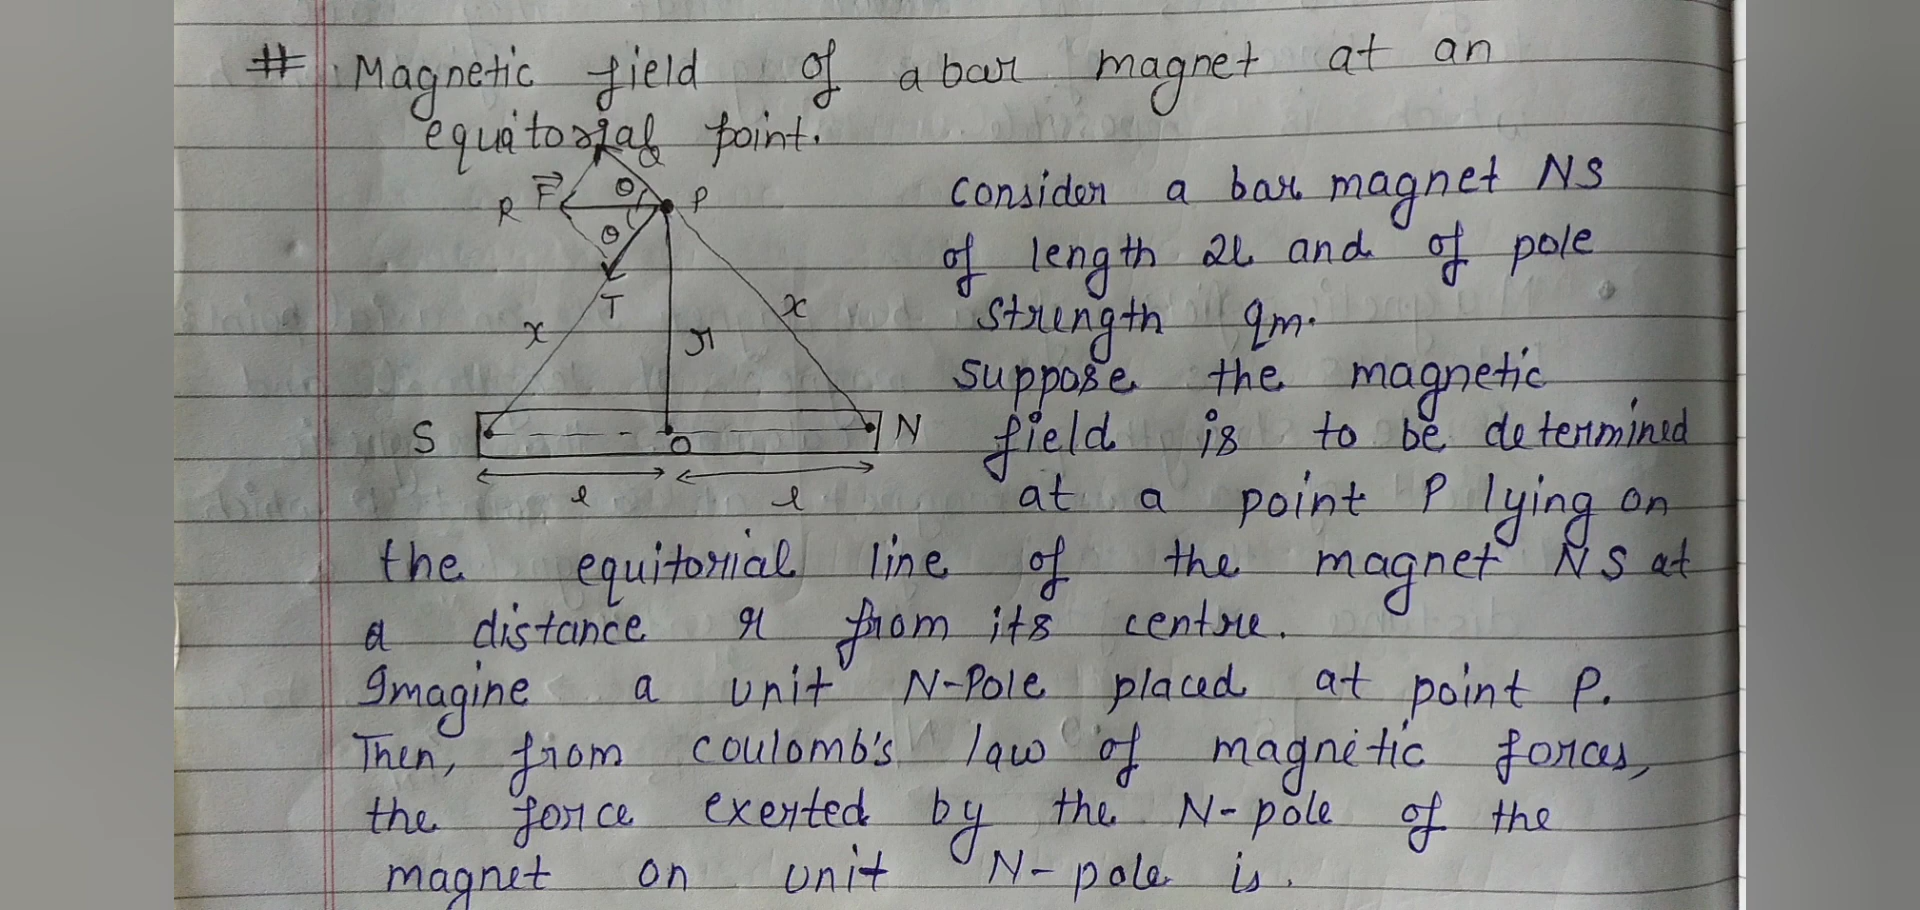 # Magnetic field of a bar magnet at an
equatorial point.
Q
θ
P
R F⃗
θ
T
x
x
r
S
O
N
l
l
Consider a bar magnet NS
of length 2l and of pole
strength qm.
Suppose the magnetic
field is to be determined
at a point P lying on
the equitorial line of the magnet NS at
a distance r from its centre.
Imagine a unit N-Pole placed at point P.
Then, from coulomb's law of magnetic forces,
the force exerted by the N-pole of the
magnet on unit N-pole is.